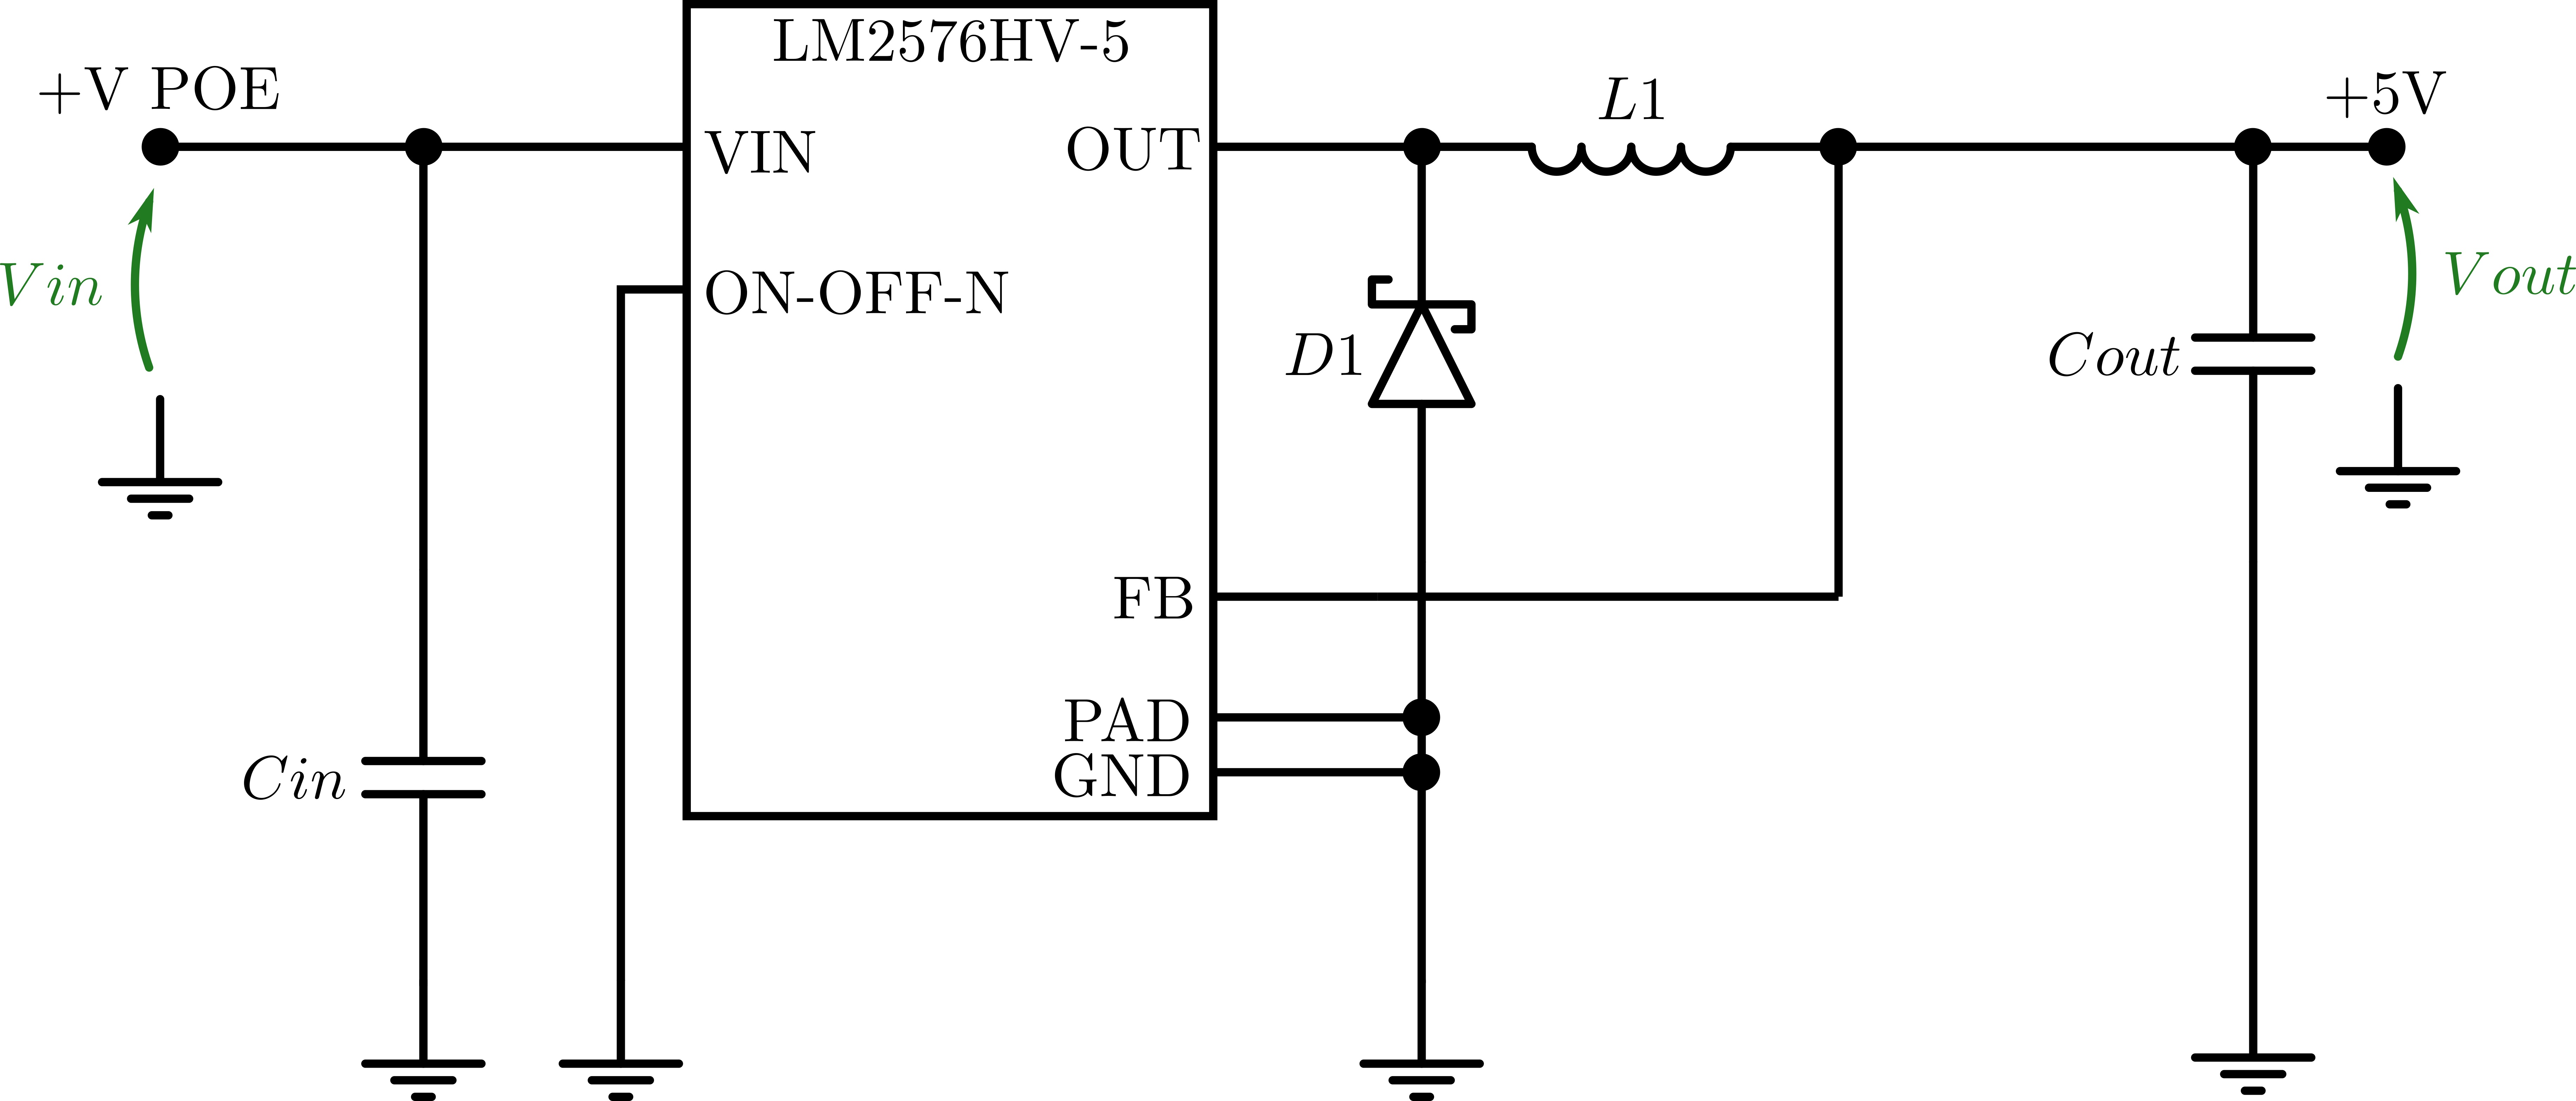 LM2576HV-5
+V POE
L1
+5V
VIN
OUT
Vin
ON-OFF-N
Vout
D1
Cout
FB
PAD
Cin
GND